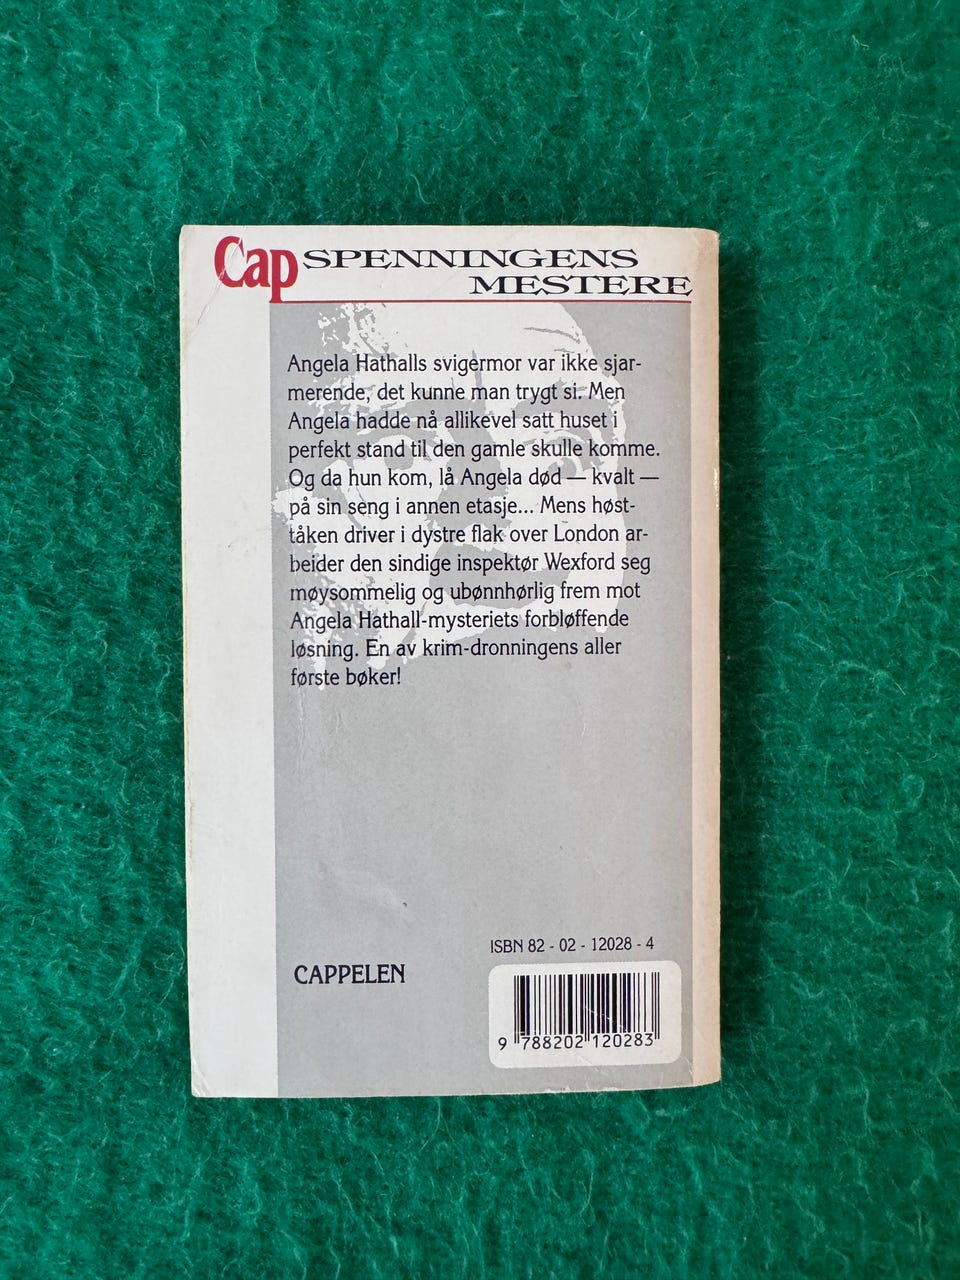 Cap SPENNINGENS
MESTERE
Angela Hathalls svigermor var ikke sjar-
merende, det kunne man trygt si. Men
Angela hadde nå allikevel satt huset i
perfekt stand til den gamle skulle komme.
Og da hun kom, lå Angela død — kvalt —
på sin seng i annen etasje... Mens høst-
tåken driver i dystre flak over London ar-
beider den sindige inspektør Wexford seg
møysommelig og ubønnhørlig frem mot
Angela Hathall-mysteriets forbløffende
løsning. En av krim-dronningens aller
første bøker!
ISBN 82 - 02 - 12028 - 4
CAPPELEN
9 788202 120283